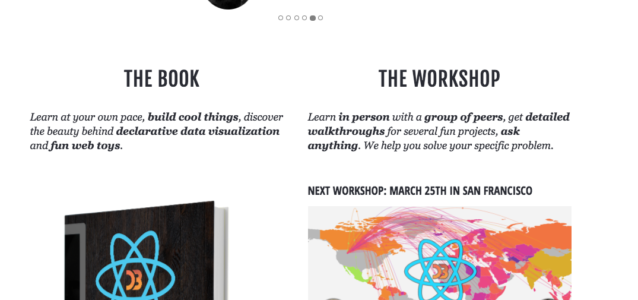 THE BOOK
Learn at your own pace, build cool things, discover
the beauty behind declarative data visualization
and fun web toys.
THE WORKSHOP
Learn in person with a group of peers, get detailed
walkthroughs for several fun projects, ask
anything. We help you solve your specific problem.
NEXT WORKSHOP: MARCH 25TH IN SAN FRANCISCO